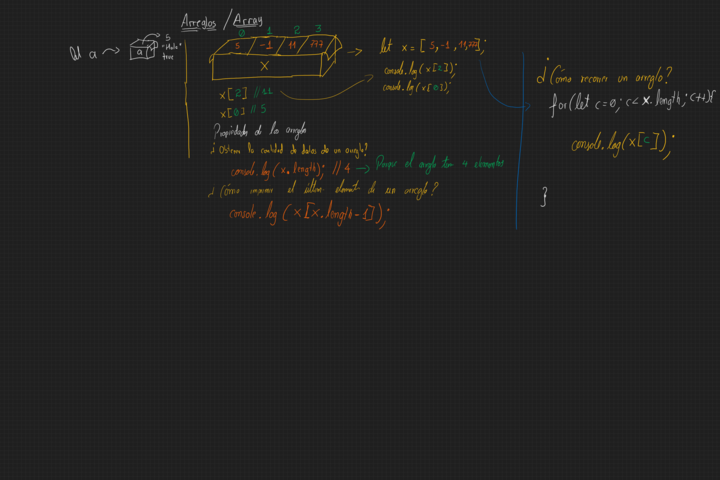 Arreglos / Array
let a
a
5
"Hola"
true
0 1 2 3
5 -1 11 777
X
let x = [5, -1, 11, 777];
console.log(x[2]);
console.log(x[0]);
x[2] // 11
x[0] // 5
Propiedades de los arreglo
¿ Obtener la cantidad de datos de un arreglo?
console.log(x.length); // 4 → Porque el arreglo tiene 4 elementos
¿ Cómo imprimir el último element de un arreglo?
console.log(x[x.length-1]);
¿Cómo recorrer un arreglo?
for(let c=0; c<x.length; c++){
console.log(x[c]);
}